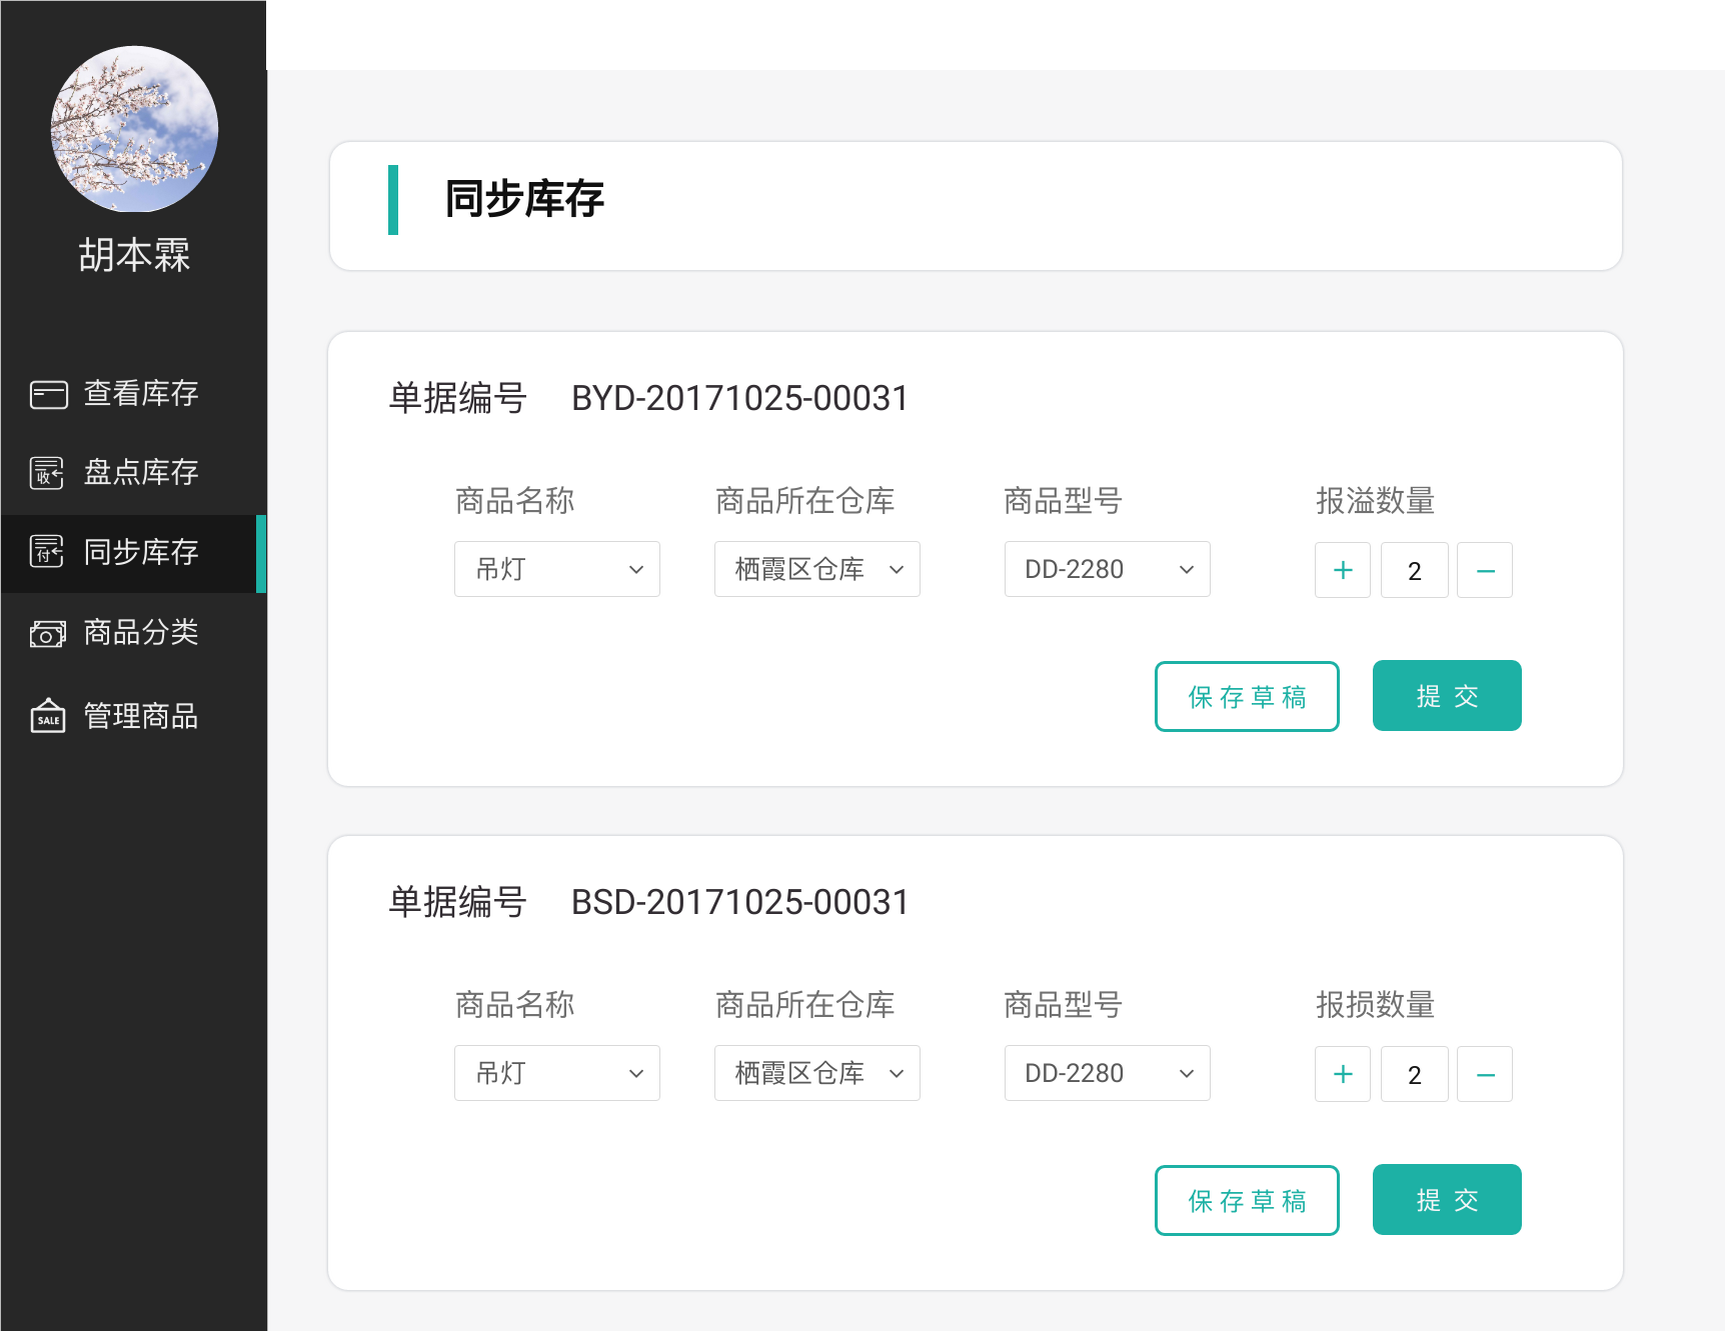 胡本霖
查看库存
收
盘点库存
付
同步库存
商品分类
SALE
管理商品
同步库存
单据编号 BYD-20171025-00031
商品名称 商品所在仓库 商品型号 报溢数量
吊灯 栖霞区仓库 DD-2280 + 2 −
保存草稿 提交
单据编号 BSD-20171025-00031
商品名称 商品所在仓库 商品型号 报损数量
吊灯 栖霞区仓库 DD-2280 + 2 −
保存草稿 提交